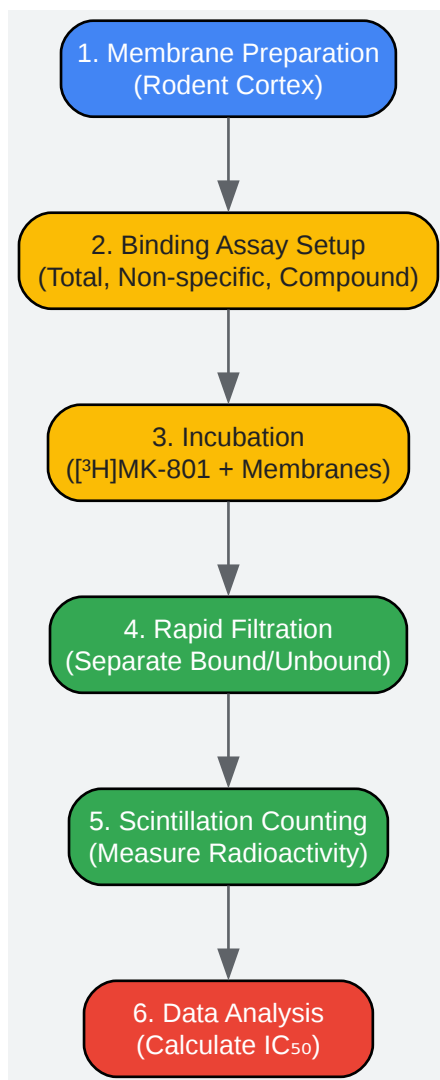 1. Membrane Preparation
(Rodent Cortex)
2. Binding Assay Setup
(Total, Non-specific, Compound)
3. Incubation
([³H]MK-801 + Membranes)
4. Rapid Filtration
(Separate Bound/Unbound)
5. Scintillation Counting
(Measure Radioactivity)
6. Data Analysis
(Calculate IC₅₀)